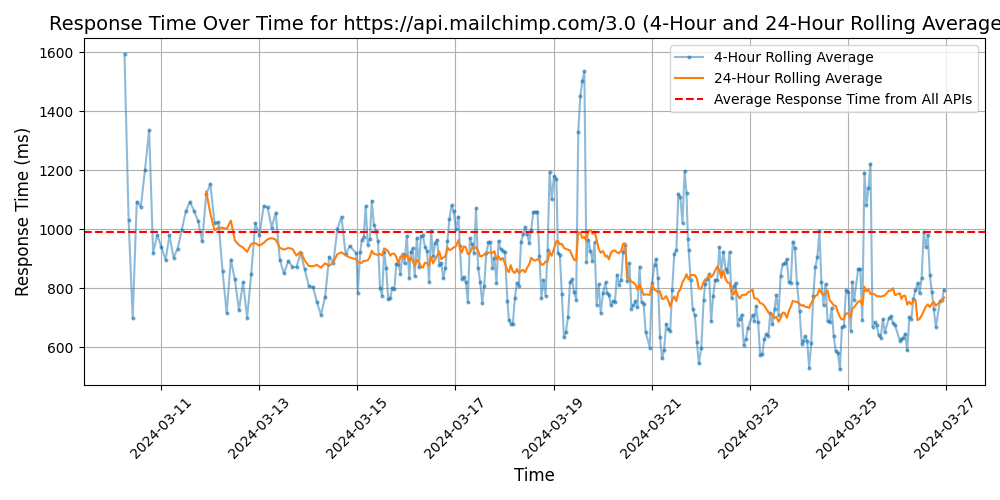 Response Time Over Time for https://api.mailchimp.com/3.0 (4-Hour and 24-Hour Rolling Average
4-Hour Rolling Average
24-Hour Rolling Average
Average Response Time from All APIs
Response Time (ms)
1600
1400
1200
1000
800
600
2024-03-11
2024-03-13
2024-03-15
2024-03-17
2024-03-19
2024-03-21
2024-03-23
2024-03-25
2024-03-27
Time